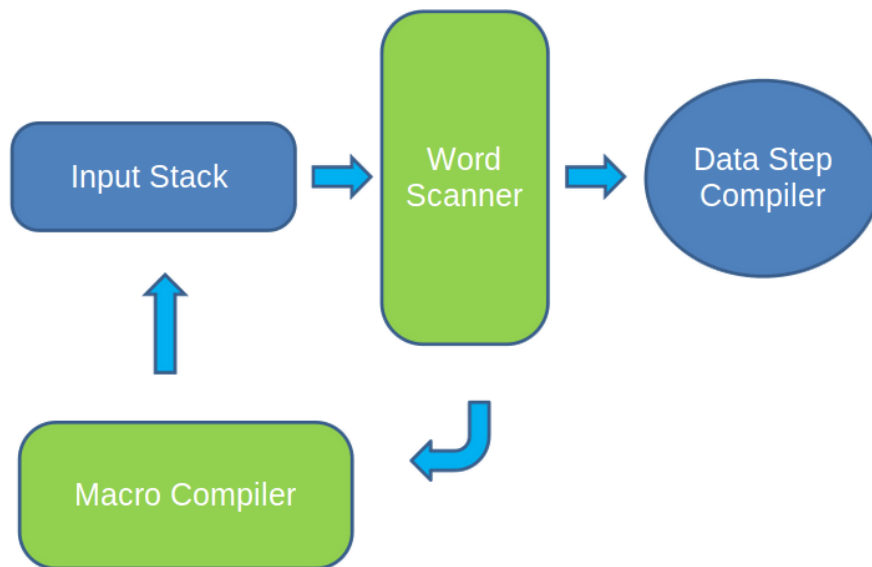 Input Stack
Word
Scanner
Data Step
Compiler
Macro Compiler